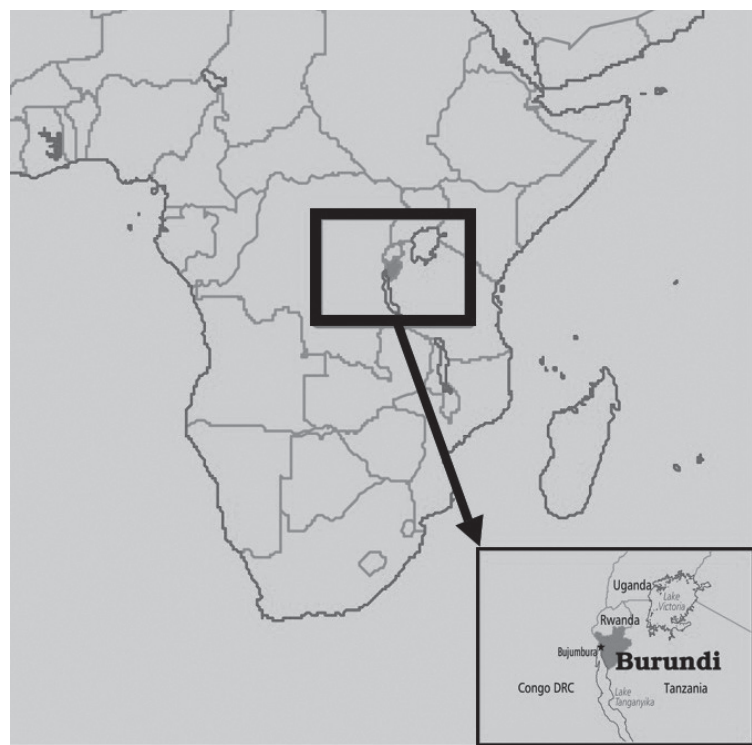 Uganda
Lake
Victoria
Rwanda
Bujumbura
Burundi
Congo DRC
Lake
Tanganyika
Tanzania